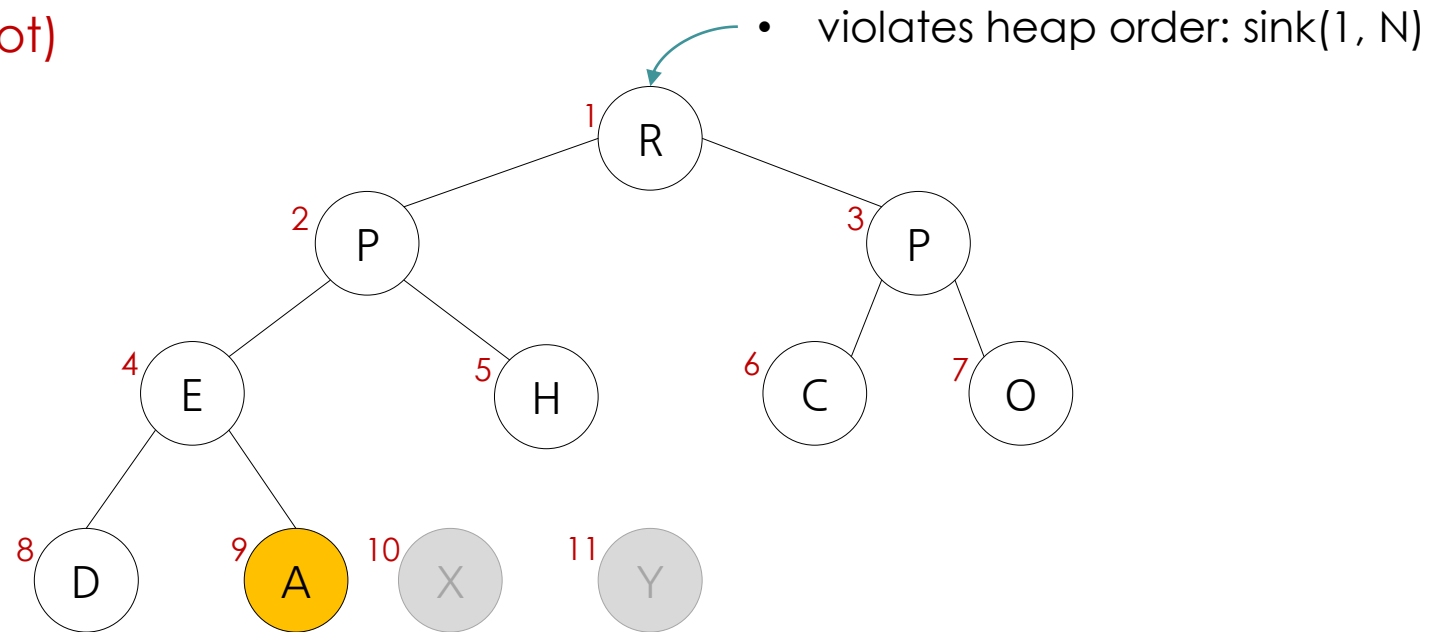 ot)
• violates heap order: sink(1, N)
1 R
2 P
3 P
4 E
5 H
6 C
7 O
8 D
9 A
10 X
11 Y